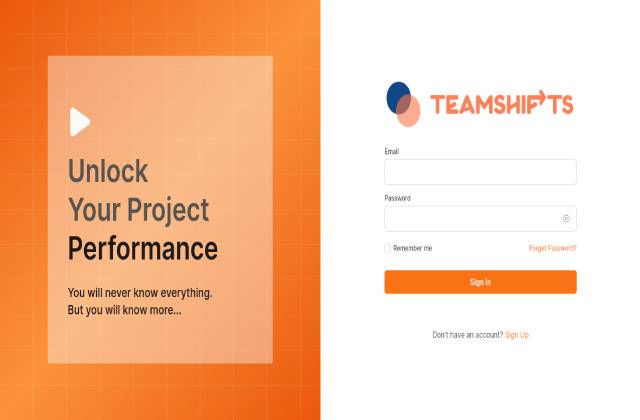 Unlock
Your Project
Performance
You will never know everything.
But you will know more...
TEAMSHIFTS
Email
Password
Remember me
Forget Password?
Sign In
Don't have an account? Sign Up